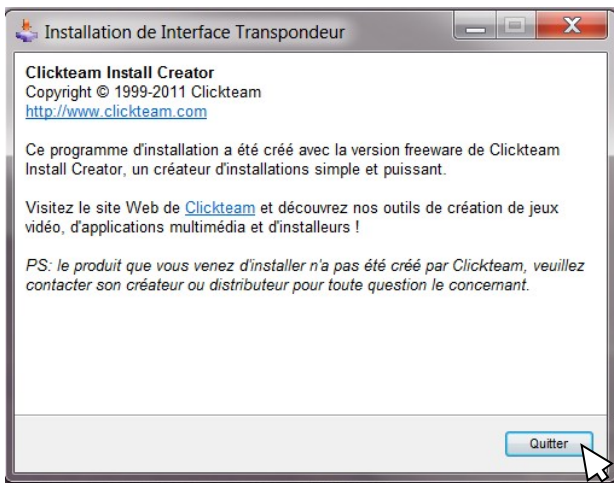 Installation de Interface Transpondeur
Clickteam Install Creator
Copyright © 1999-2011 Clickteam
http://www.clickteam.com
Ce programme d'installation a été créé avec la version freeware de Clickteam
Install Creator, un créateur d'installations simple et puissant.
Visitez le site Web de Clickteam et découvrez nos outils de création de jeux
vidéo, d'applications multimédia et d'installeurs !
PS: le produit que vous venez d'installer n'a pas été créé par Clickteam, veuillez
contacter son créateur ou distributeur pour toute question le concernant.
Quitter